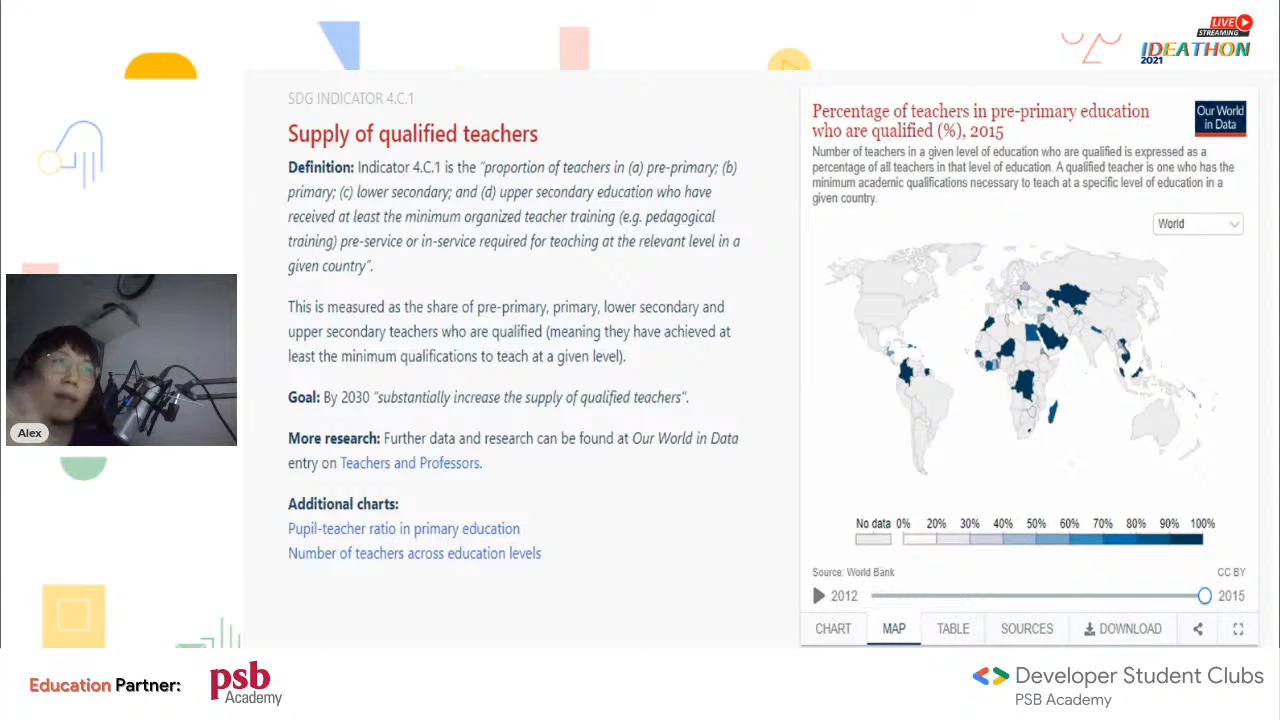 LIVE
STREAMING
IDEATHON
2021
SDG INDICATOR 4.C.1
Supply of qualified teachers
Definition: Indicator 4.C.1 is the “proportion of teachers in (a) pre-primary; (b)
primary; (c) lower secondary; and (d) upper secondary education who have
received at least the minimum organized teacher training (e.g. pedagogical
training) pre-service or in-service required for teaching at the relevant level in a
given country”.
This is measured as the share of pre-primary, primary, lower secondary and
upper secondary teachers who are qualified (meaning they have achieved at
least the minimum qualifications to teach at a given level).
Goal: By 2030 “substantially increase the supply of qualified teachers”.
More research: Further data and research can be found at Our World in Data
entry on Teachers and Professors.
Additional charts:
Pupil-teacher ratio in primary education
Number of teachers across education levels
Percentage of teachers in pre-primary education
who are qualified (%), 2015
Our World
in Data
Number of teachers in a given level of education who are qualified is expressed as a
percentage of all teachers in that level of education. A qualified teacher is one who has the
minimum academic qualifications necessary to teach at a specific level of education in a
given country.
World
No data 0% 20% 30% 40% 50% 60% 70% 80% 90% 100%
Source: World Bank CC BY
2012 2015
CHART MAP TABLE SOURCES DOWNLOAD
Alex
Education Partner:
psb
Academy
Developer Student Clubs
PSB Academy